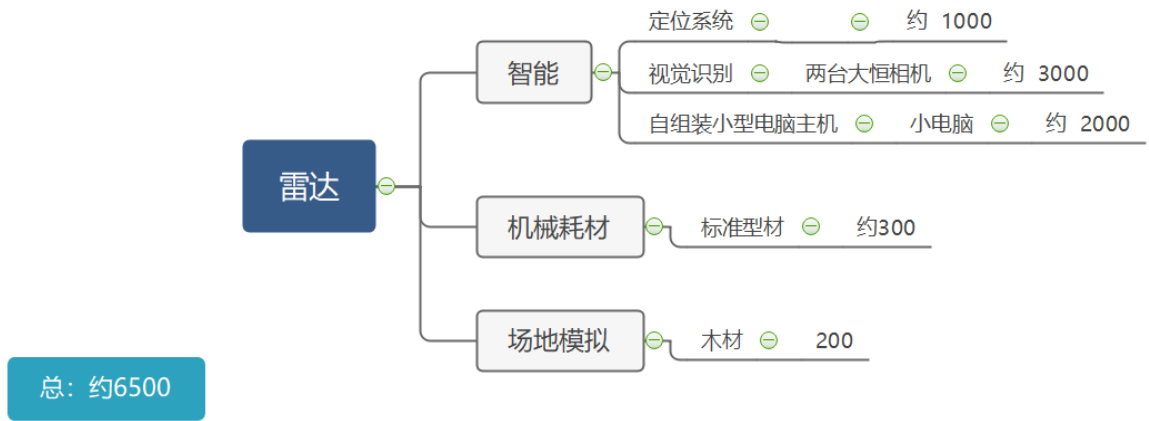 定位系统 约 1000
智能 视觉识别 两台大恒相机 约 3000
自组装小型电脑主机 小电脑 约 2000
雷达
机械耗材 标准型材 约300
场地模拟 木材 200
总：约6500